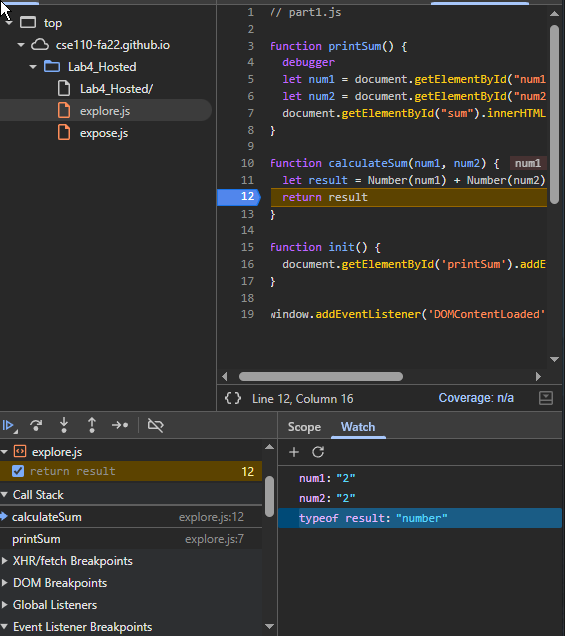 top
cse110-fa22.github.io
Lab4_Hosted
Lab4_Hosted/
explore.js
expose.js
1 // part1.js
2
3 function printSum() {
4 debugger
5 let num1 = document.getElementById("num1
6 let num2 = document.getElementById("num2
7 document.getElementById("sum").innerHTML
8 }
9
10 function calculateSum(num1, num2) { num1
11 let result = Number(num1) + Number(num2)
12 return result
13 }
14
15 function init() {
16 document.getElementById('printSum').addE
17 }
18
19 window.addEventListener('DOMContentLoaded'
{} Line 12, Column 16 Coverage: n/a
explore.js
return result 12
Call Stack
calculateSum explore.js:12
printSum explore.js:7
XHR/fetch Breakpoints
DOM Breakpoints
Global Listeners
Event Listener Breakpoints
Scope Watch
num1: "2"
num2: "2"
typeof result: "number"